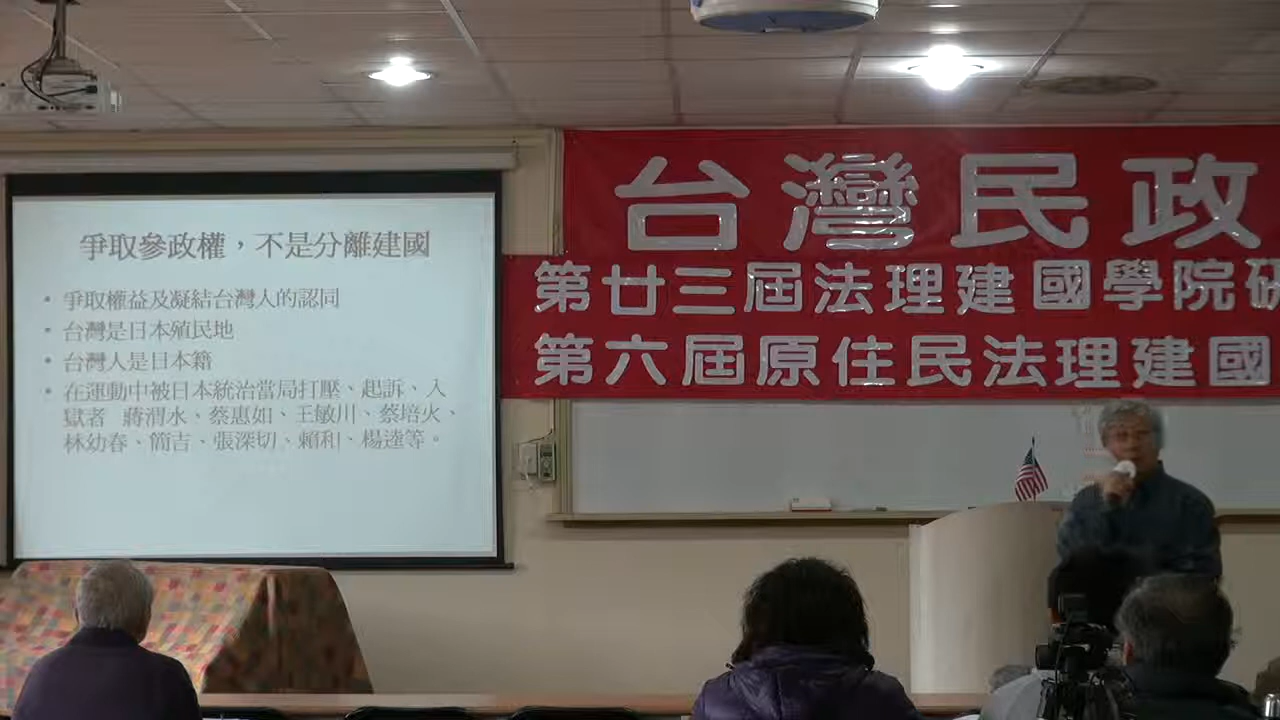 爭取參政權，不是分離建國
• 爭取權益及凝結台灣人的認同
• 台灣是日本殖民地
• 台灣人是日本籍
• 在運動中被日本統治當局打壓、起訴、入
獄者 蔣渭水、蔡惠如、王敏川、蔡培火、
林幼春、簡吉、張深切、賴和、楊逵等。
台灣民政
第廿三屆法理建國學院研
第六屆原住民法理建國